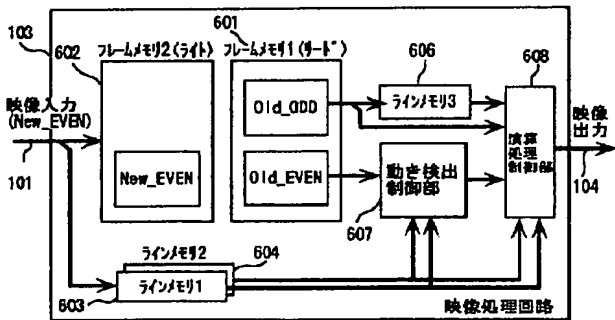 103
602
フレームメモリ2(ライト)
601
フレームメモリ1(リード)
606
608
映像入力
(New_EVEN)
101
New_EVEN
Old_ODD
Old_EVEN
ラインメモリ3
動き検出
制御部
607
演算
処理
制御部
映像
出力
104
ラインメモリ2
604
ラインメモリ1
603
映像処理回路